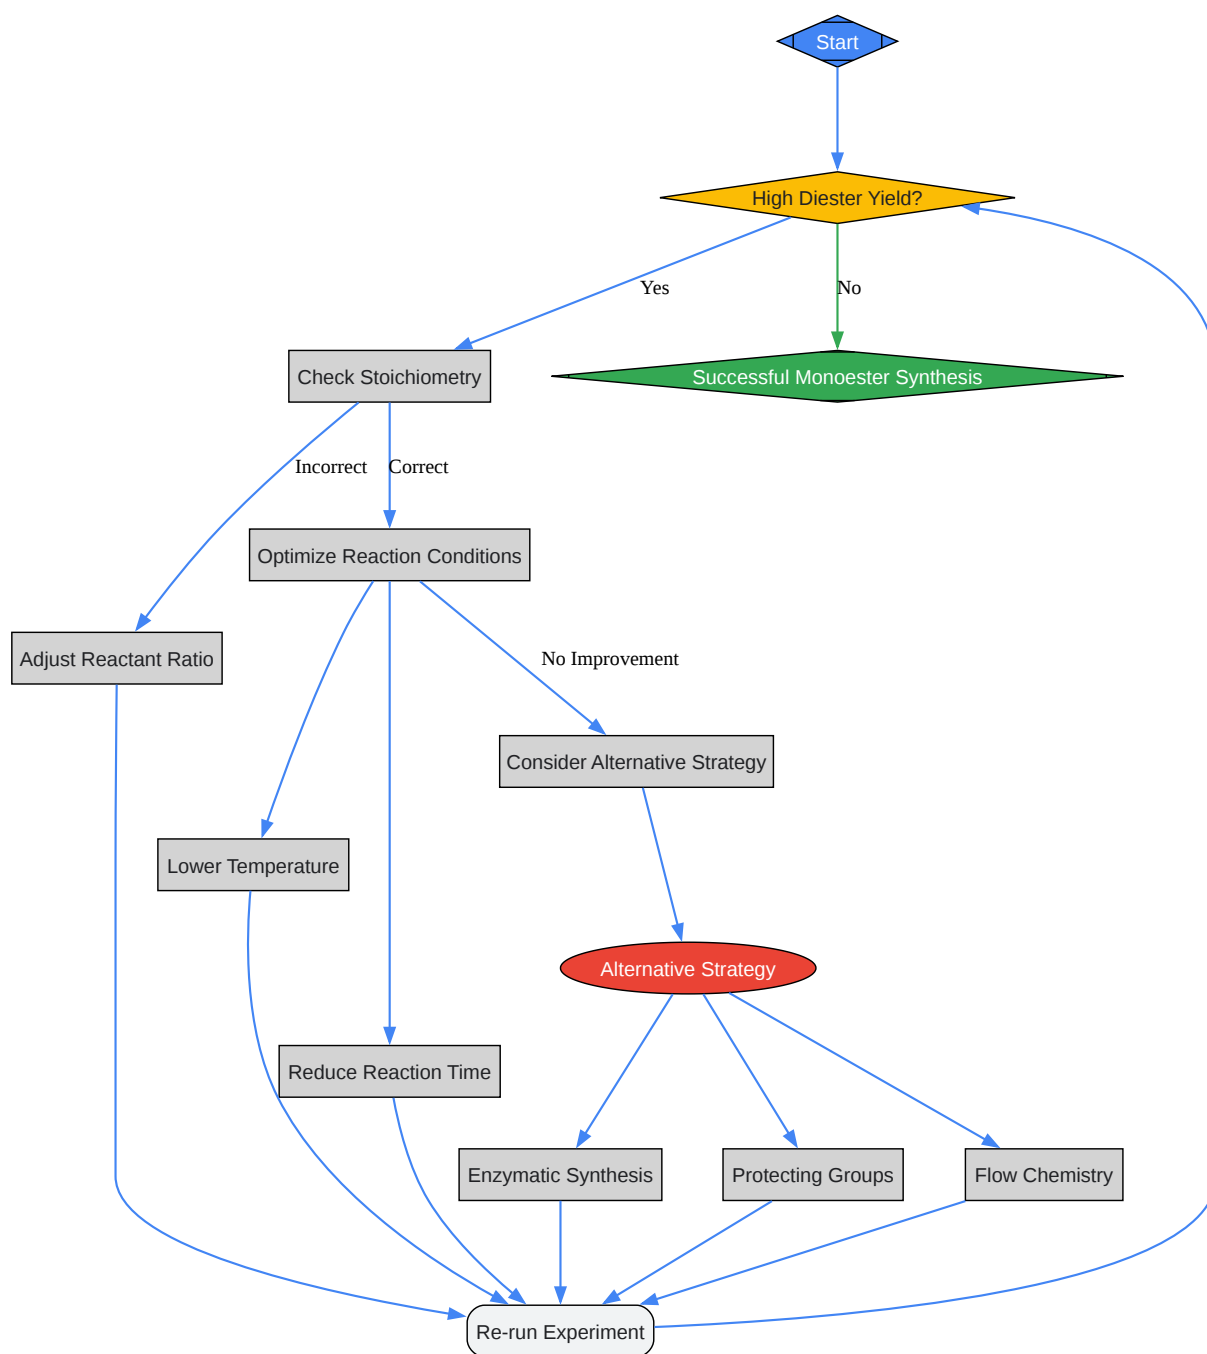 Start
High Diester Yield?
Yes
No
Check Stoichiometry
Successful Monoester Synthesis
Incorrect
Correct
Optimize Reaction Conditions
Adjust Reactant Ratio
No Improvement
Consider Alternative Strategy
Lower Temperature
Alternative Strategy
Reduce Reaction Time
Enzymatic Synthesis
Protecting Groups
Flow Chemistry
Re-run Experiment